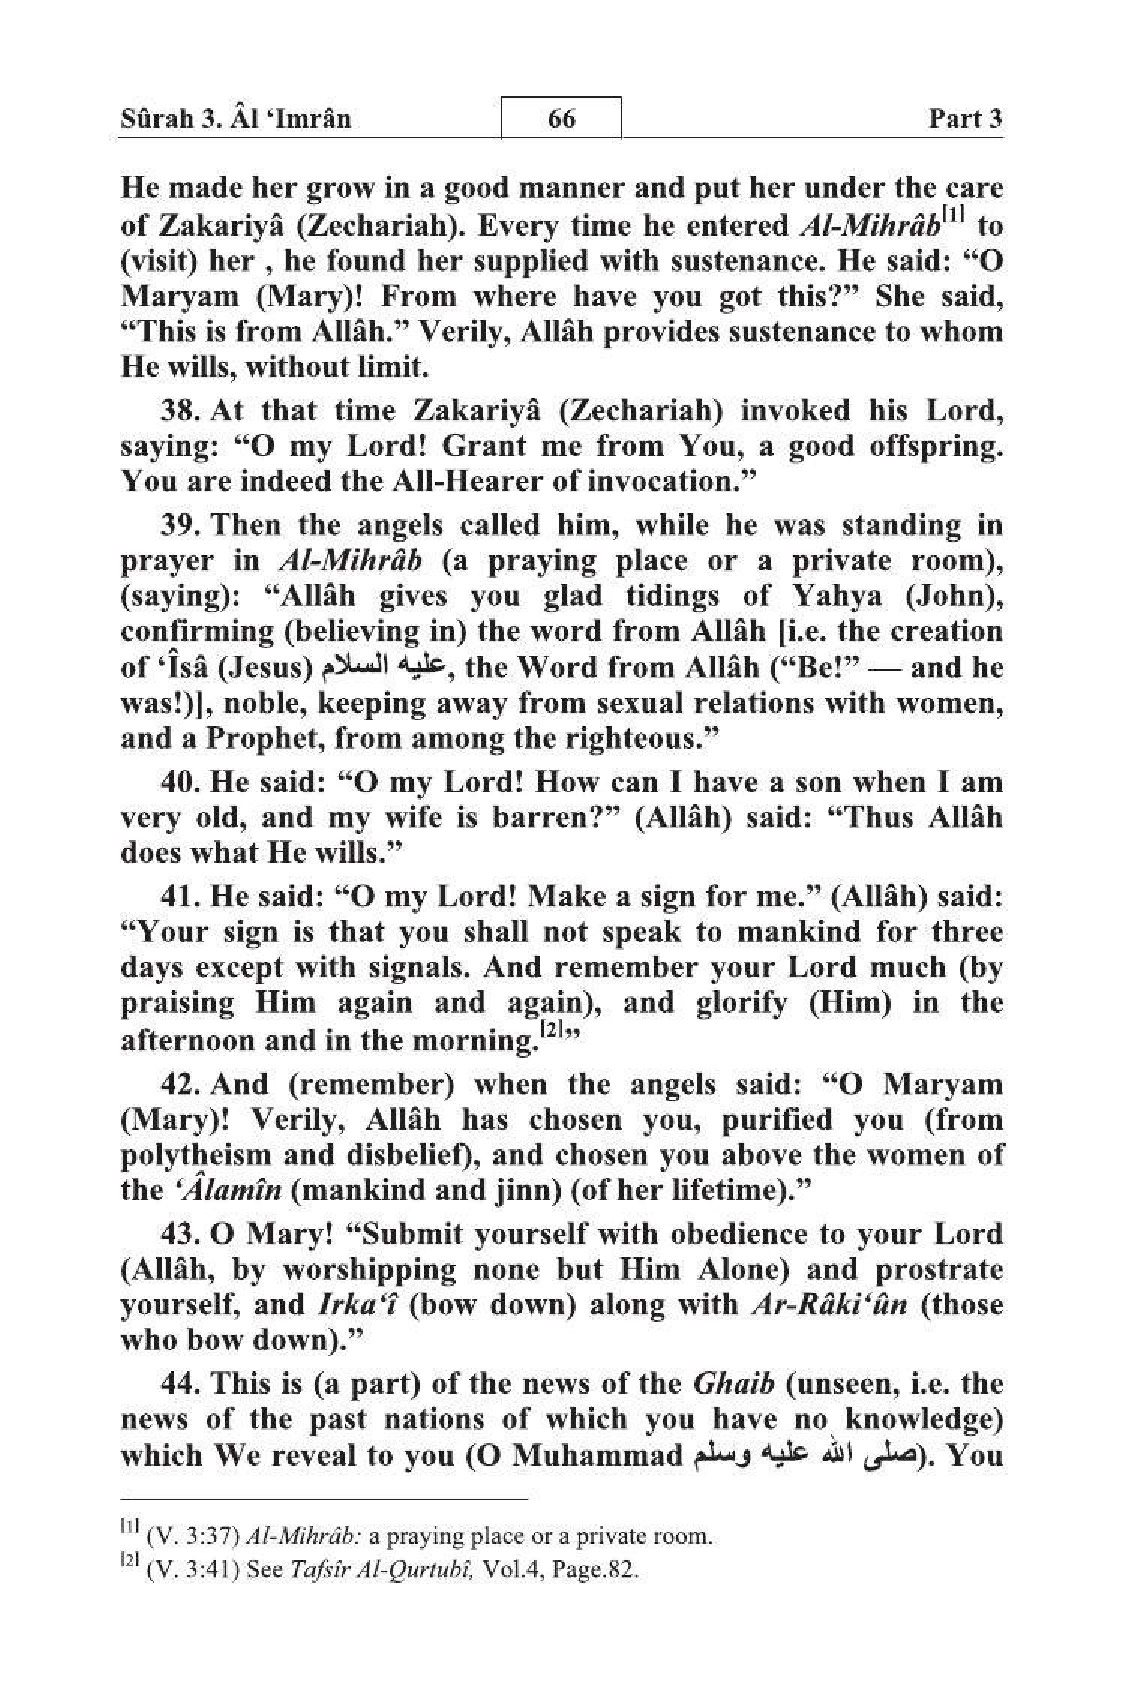 Sûrah 3. Âl ‘Imrân 66 Part 3
He made her grow in a good manner and put her under the care
of Zakariyâ (Zechariah). Every time he entered Al-Mihrâb[1] to
(visit) her , he found her supplied with sustenance. He said: “O
Maryam (Mary)! From where have you got this?” She said,
“This is from Allâh.” Verily, Allâh provides sustenance to whom
He wills, without limit.
38. At that time Zakariyâ (Zechariah) invoked his Lord,
saying: “O my Lord! Grant me from You, a good offspring.
You are indeed the All-Hearer of invocation.”
39. Then the angels called him, while he was standing in
prayer in Al-Mihrâb (a praying place or a private room),
(saying): “Allâh gives you glad tidings of Yahya (John),
confirming (believing in) the word from Allâh [i.e. the creation
of ‘Îsâ (Jesus) عليه السلام, the Word from Allâh (“Be!” — and he
was!)], noble, keeping away from sexual relations with women,
and a Prophet, from among the righteous.”
40. He said: “O my Lord! How can I have a son when I am
very old, and my wife is barren?” (Allâh) said: “Thus Allâh
does what He wills.”
41. He said: “O my Lord! Make a sign for me.” (Allâh) said:
“Your sign is that you shall not speak to mankind for three
days except with signals. And remember your Lord much (by
praising Him again and again), and glorify (Him) in the
afternoon and in the morning.[2]”
42. And (remember) when the angels said: “O Maryam
(Mary)! Verily, Allâh has chosen you, purified you (from
polytheism and disbelief), and chosen you above the women of
the ‘Âlamîn (mankind and jinn) (of her lifetime).”
43. O Mary! “Submit yourself with obedience to your Lord
(Allâh, by worshipping none but Him Alone) and prostrate
yourself, and Irka‘î (bow down) along with Ar-Râki‘ûn (those
who bow down).”
44. This is (a part) of the news of the Ghaib (unseen, i.e. the
news of the past nations of which you have no knowledge)
which We reveal to you (O Muhammad صلى الله عليه وسلم). You
[1] (V. 3:37) Al-Mihrâb: a praying place or a private room.
[2] (V. 3:41) See Tafsîr Al-Qurtubî, Vol.4, Page.82.